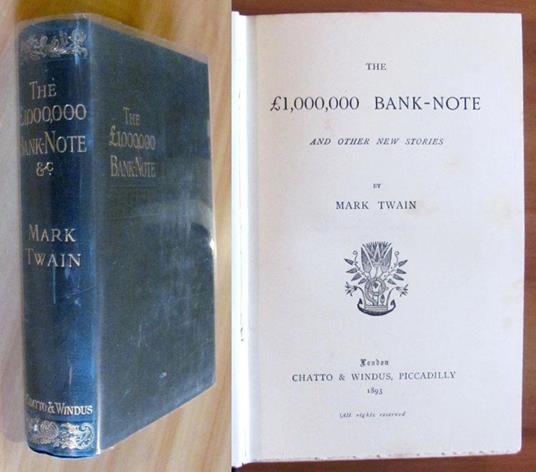 THE
£1,000,000
BANK-NOTE
&c
MARK
TWAIN
CHATTO & WINDUS
THE
£1,000,000
BANK-NOTE
THE
£1,000,000 BANK-NOTE
AND OTHER NEW STORIES
BY
MARK TWAIN
London
CHATTO & WINDUS, PICCADILLY
1893
[All rights reserved